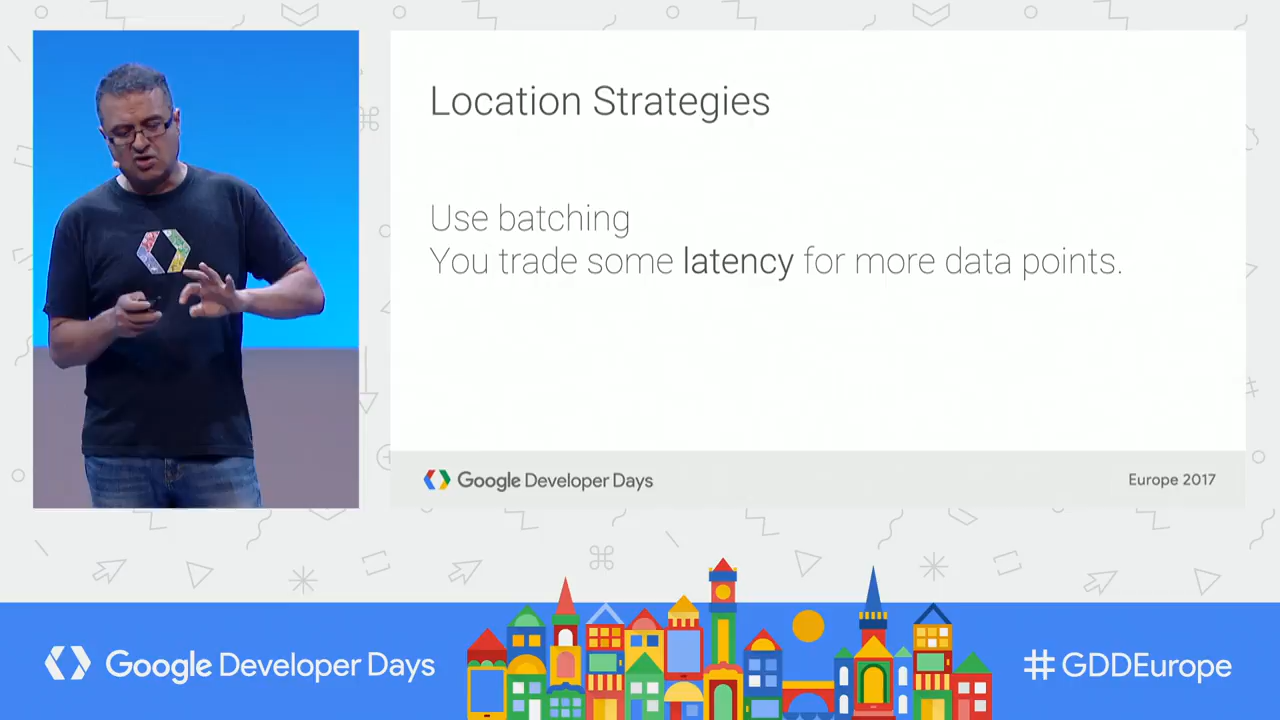 Location Strategies
Use batching
You trade some latency for more data points.
Google Developer Days
Europe 2017
Google Developer Days
#GDDEurope